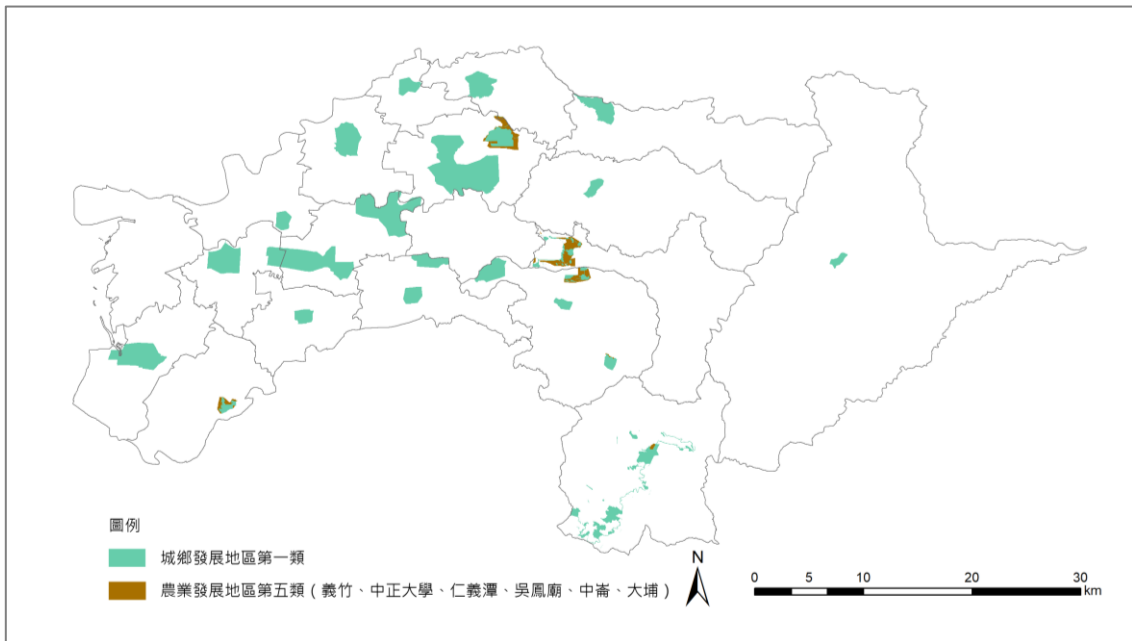 圖例
城鄉發展地區第一類
農業發展地區第五類（義竹、中正大學、仁義潭、吳鳳廟、中崙、大埔）
N
0 5 10 20 30
km